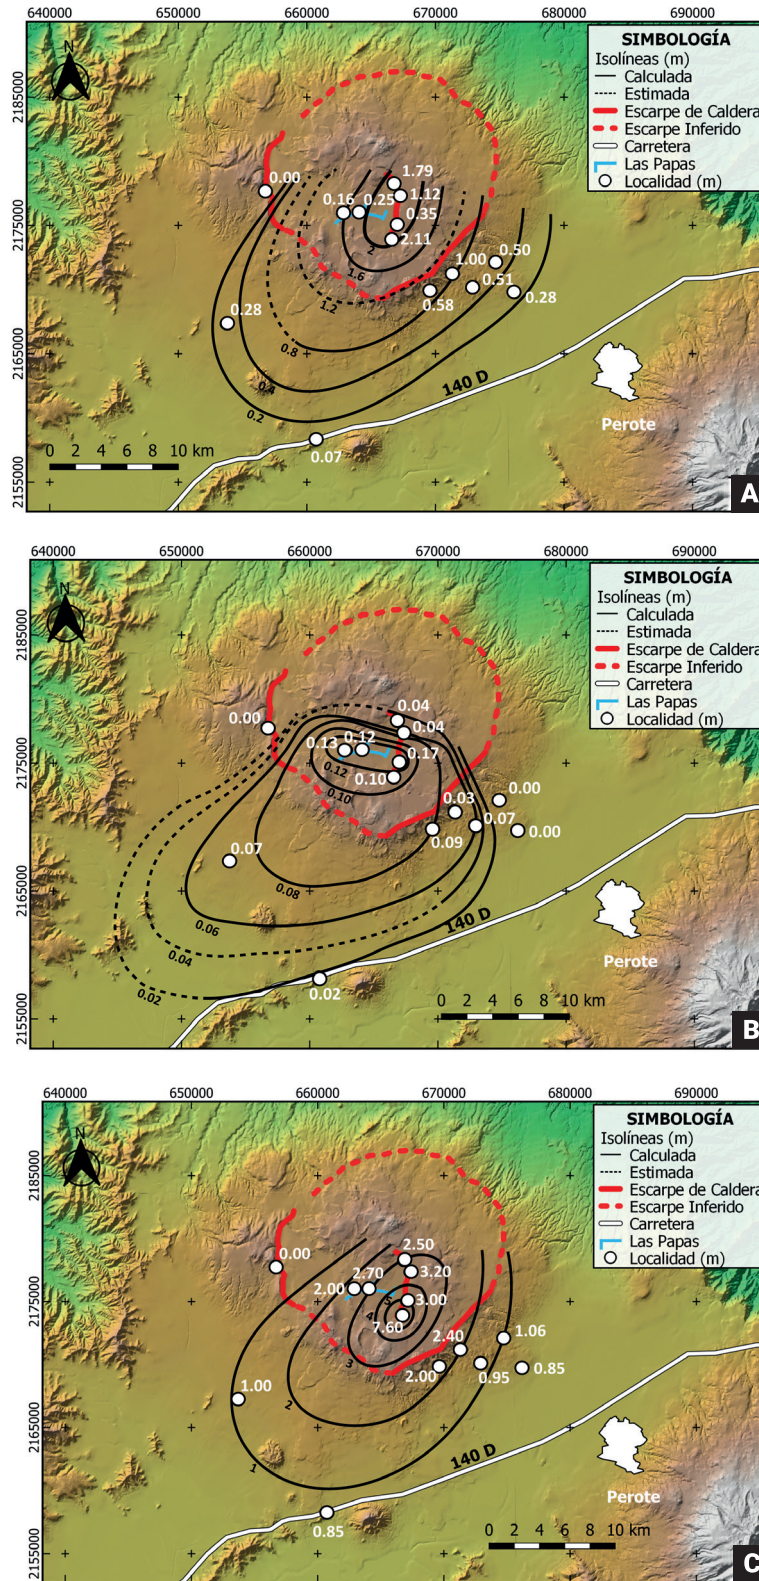 640000 650000 660000 670000 680000 690000
SIMBOLOGÍA
Isolíneas (m)
Calculada
Estimada
Escarpe de Caldera
Escarpe Inferido
Carretera
Las Papas
Localidad (m)
N
2185000
2175000
2165000
2155000
0.00
1.79
0.16 0.25 1.12
0.35
2.11
2
1.6
1.2
0.8
0.4
0.2
1.00 0.50
0.58 0.51 0.28
0.28
140 D
Perote
0.07
0 2 4 6 8 10 km
A
640000 650000 660000 670000 680000 690000
SIMBOLOGÍA
Isolíneas (m)
Calculada
Estimada
Escarpe de Caldera
Escarpe Inferido
Carretera
Las Papas
Localidad (m)
N
2185000
2175000
2165000
2155000
0.00
0.04
0.04
0.13 0.12
0.17
0.12
0.10
0.10
0.03 0.00
0.07 0.00
0.09
0.07
0.08
0.06
0.04
0.02
140 D
Perote
0.02
0 2 4 6 8 10 km
B
640000 650000 660000 670000 680000 690000
SIMBOLOGÍA
Isolíneas (m)
Calculada
Estimada
Escarpe de Caldera
Escarpe Inferido
Carretera
Las Papas
Localidad (m)
N
2185000
2175000
2165000
2155000
0.00
2.50
2.00 2.70 3.20
5
3.00
4
7.60
3
2
1
2.40 1.06
2.00 0.95 0.85
1.00
140 D
Perote
0.85
0 2 4 6 8 10 km
C